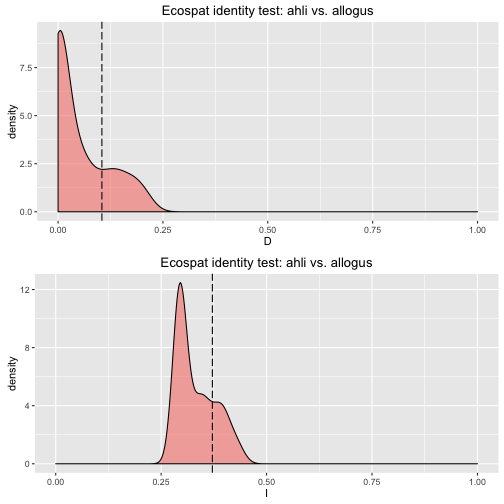 Ecospat identity test: ahli vs. allogus
7.5
5.0
2.5
0.0
density
0.00 0.25 0.50 0.75 1.00
D
Ecospat identity test: ahli vs. allogus
12
8
4
0
density
0.00 0.25 0.50 0.75 1.00
I